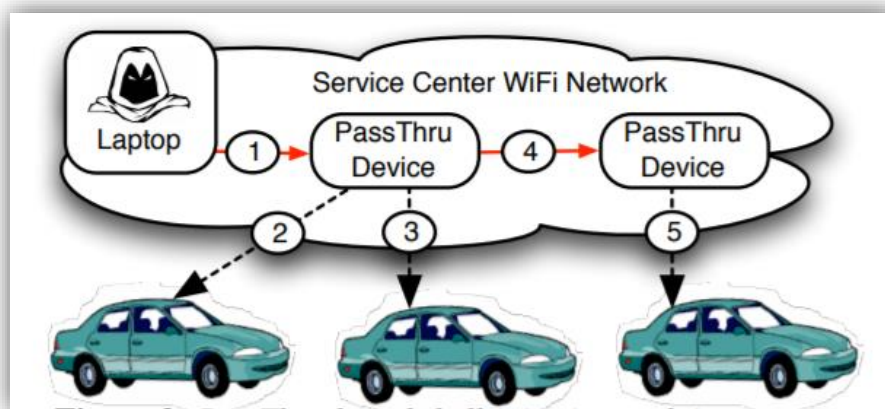 Service Center WiFi Network
Laptop
1
PassThru
Device
4
PassThru
Device
2
3
5